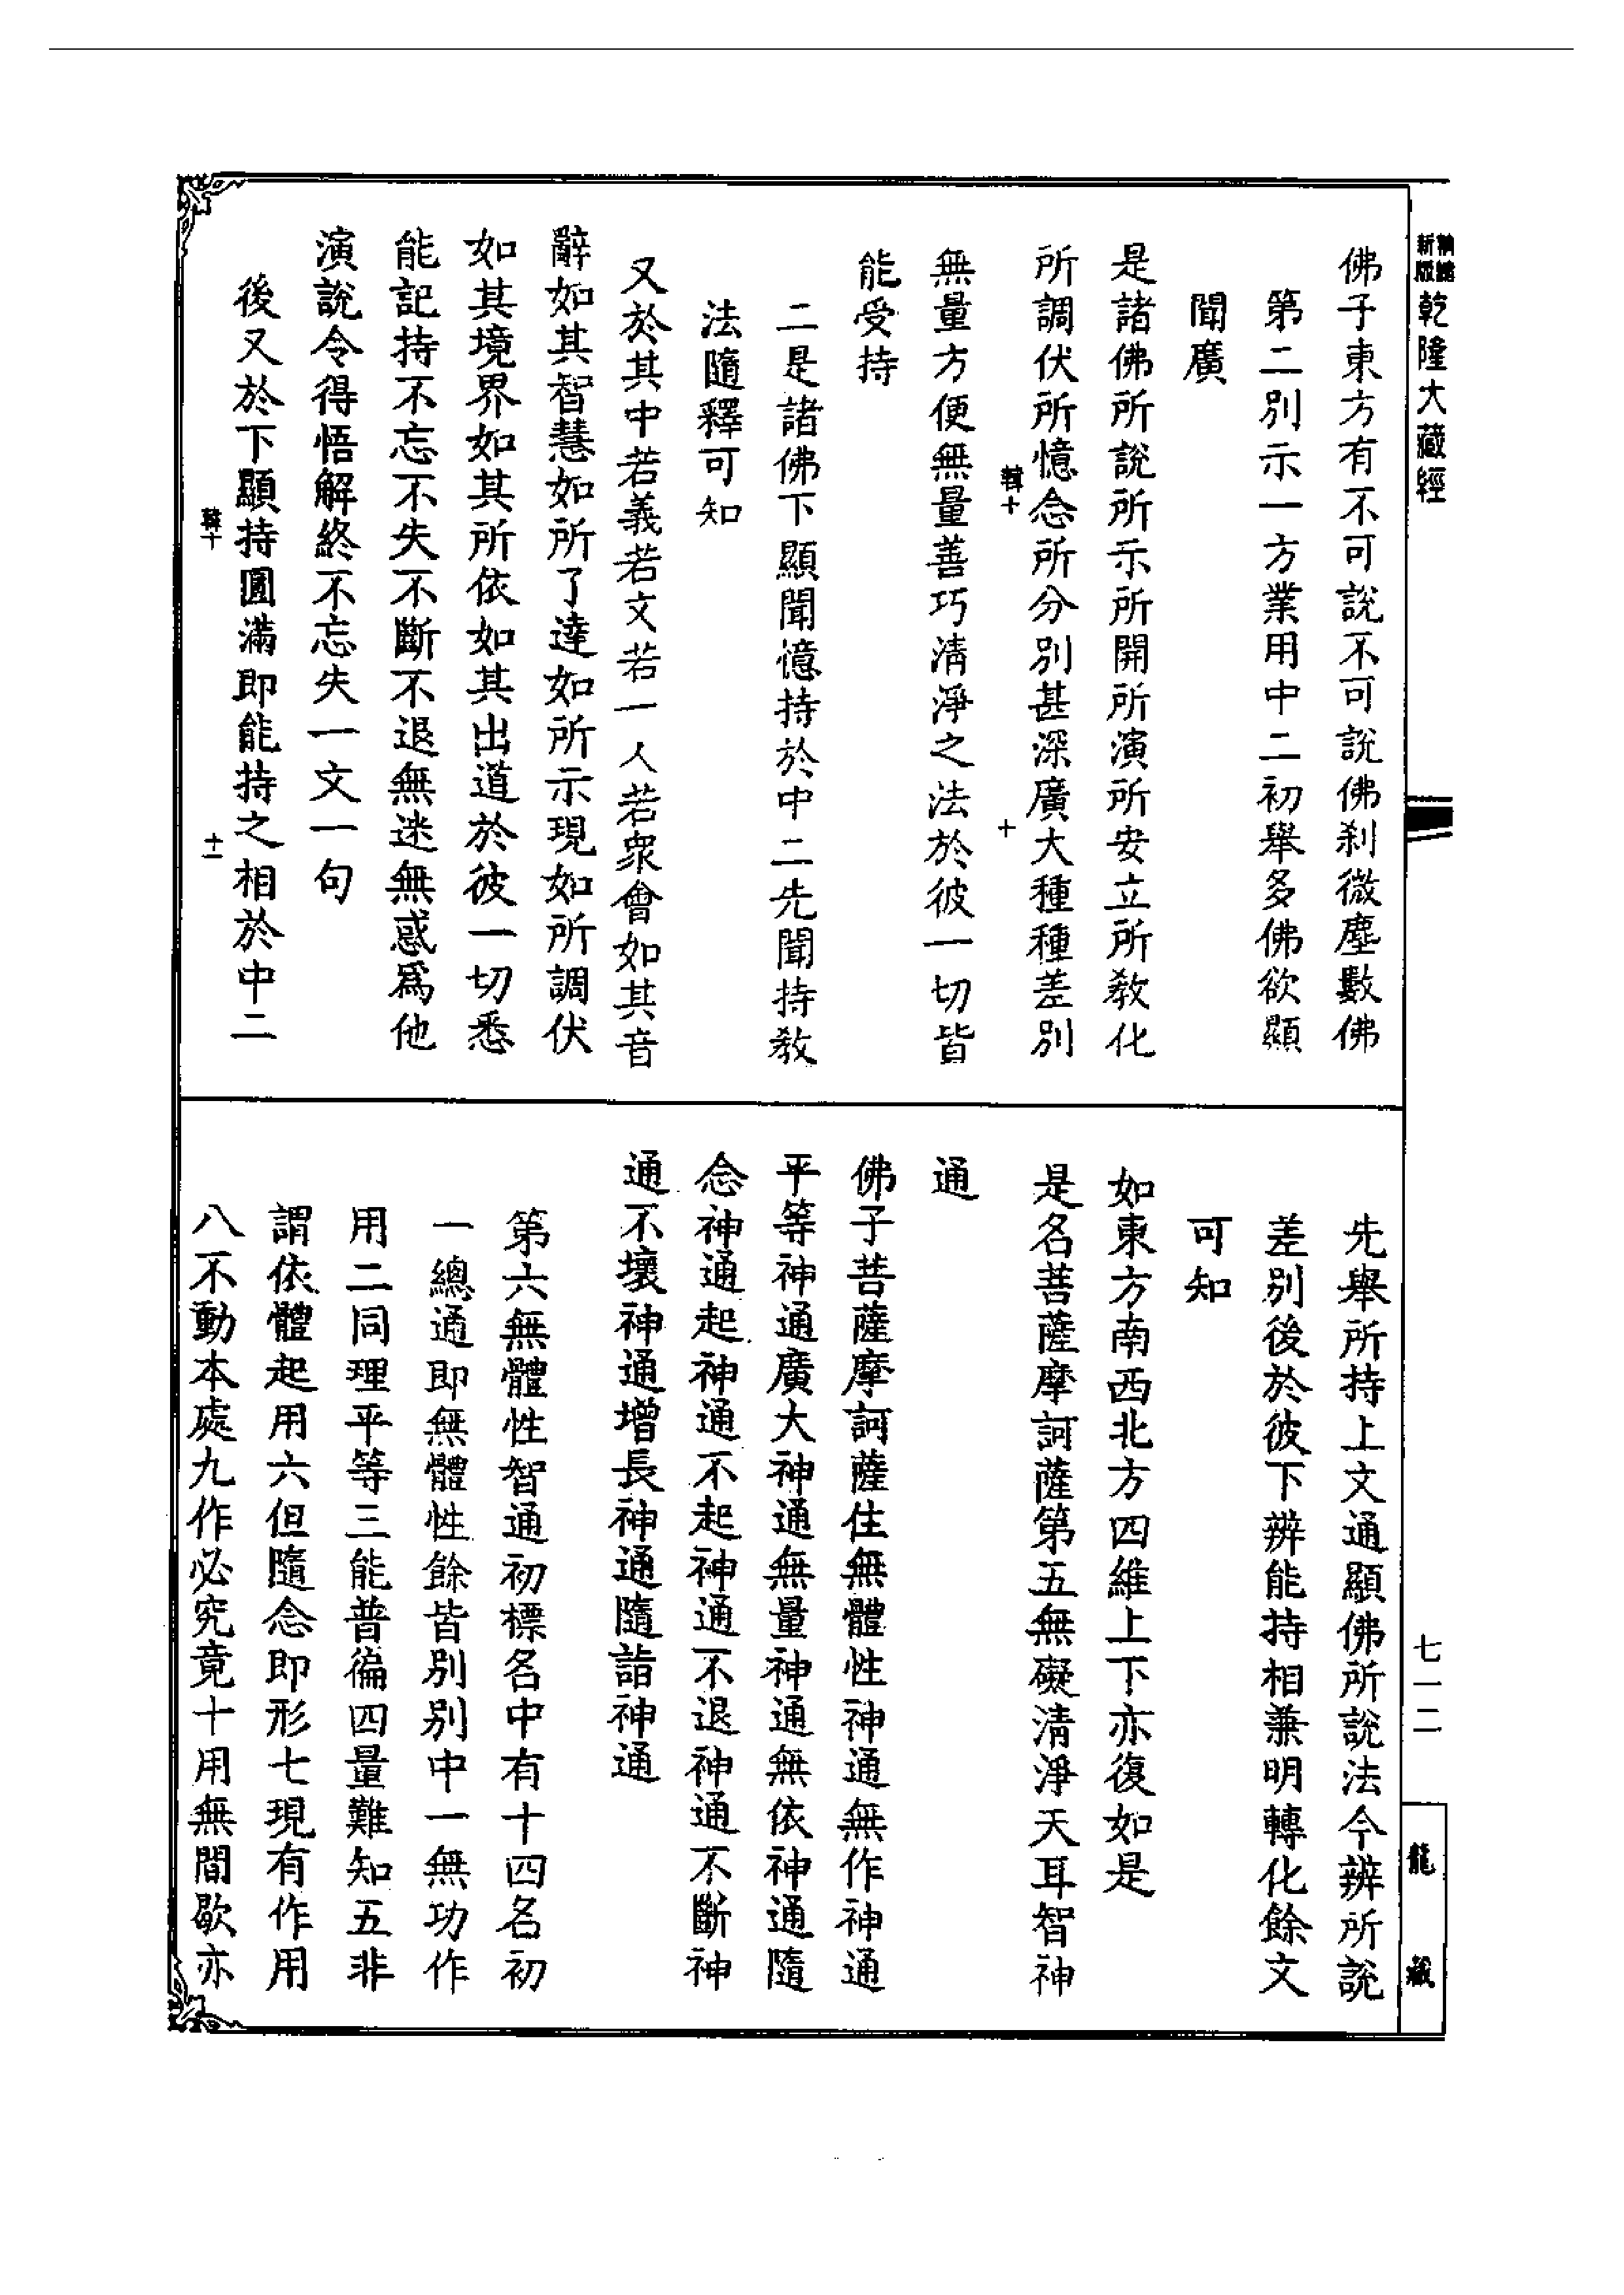 新版
乾隆大藏經
佛子東方有不可說不可說佛刹微塵數佛
第二別示一方業用中二初舉多佛欲顯
聞廣
是諸佛所說所示所開所演所安立所教化
所調伏所憶念所分別甚深廣大種種差別
韓十
十
無量方便無量善巧清淨之法於彼一切皆
能受持
二是諸佛下顯聞憶持於中二先聞持教
法隨釋可知
又於其中若義若文若一人若眾會如其音
辭如其智慧如所了達如所示現如所調伏
如其境界如其所依如其出道於彼一切悉
能記持不忘不失不斷不退無迷無惑爲他
演說令得悟解終不忘失一文一句
後又於下顯持圓滿即能持之相於中二
韓十
十一
先舉所持上文通顯佛所說法今辨所說
差別後於彼下辨能持相兼明轉化餘文
可知
如東方南西北方四維上下亦復如是
是名菩薩摩訶薩第五無礙清淨天耳智神
通
佛子菩薩摩訶薩住無體性神通無作神通
平等神通廣大神通無量神通無依神通隨
念神通起神通不起神通不退神通不斷神
通不壞神通增長神通隨詣神通
第六無體性智通初標名中有十四名初
一總通即無體性餘皆別別中一無功作
用二同理平等三能普徧四量難知五非
謂依體起用六但隨念即形七現有作用
八不動本處九作必究竟十用無間歇亦
七一二
龍藏